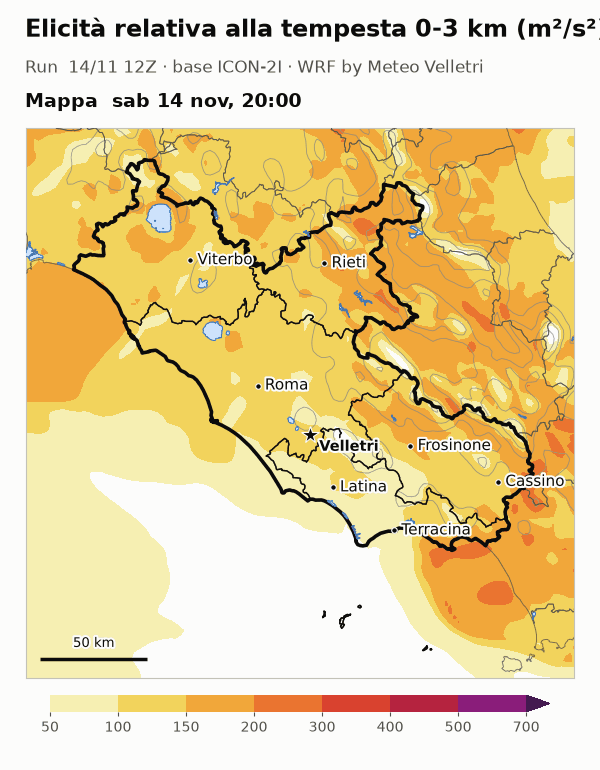 Elicità relativa alla tempesta 0-3 km (m²/s²)
Run  14/11 12Z · base ICON-2I · WRF by Meteo Velletri
Mappa  sab 14 nov, 20:00
Viterbo
Rieti
Roma
Velletri
Frosinone
Latina
Cassino
Terracina
50 km
50 100 150 200 300 400 500 700